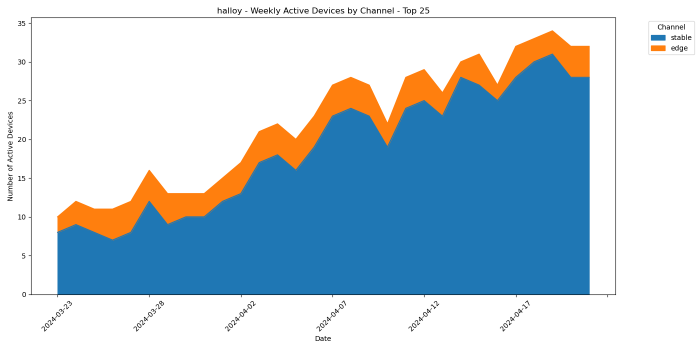 halloy - Weekly Active Devices by Channel - Top 25
Channel
stable
edge
Number of Active Devices
35
30
25
20
15
10
5
0
2024-03-23
2024-03-28
2024-04-02
2024-04-07
2024-04-12
2024-04-17
Date